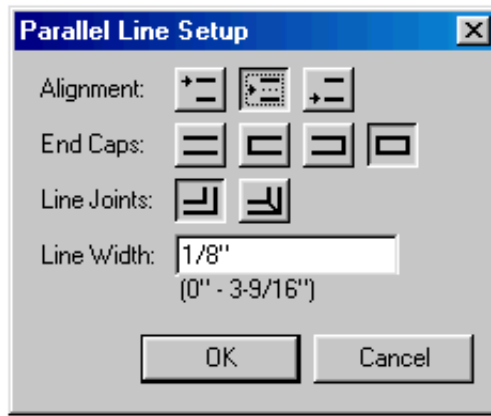 Parallel Line Setup
Alignment:
End Caps:
Line Joints:
Line Width: 1/8"
(0" - 3-9/16")
OK Cancel